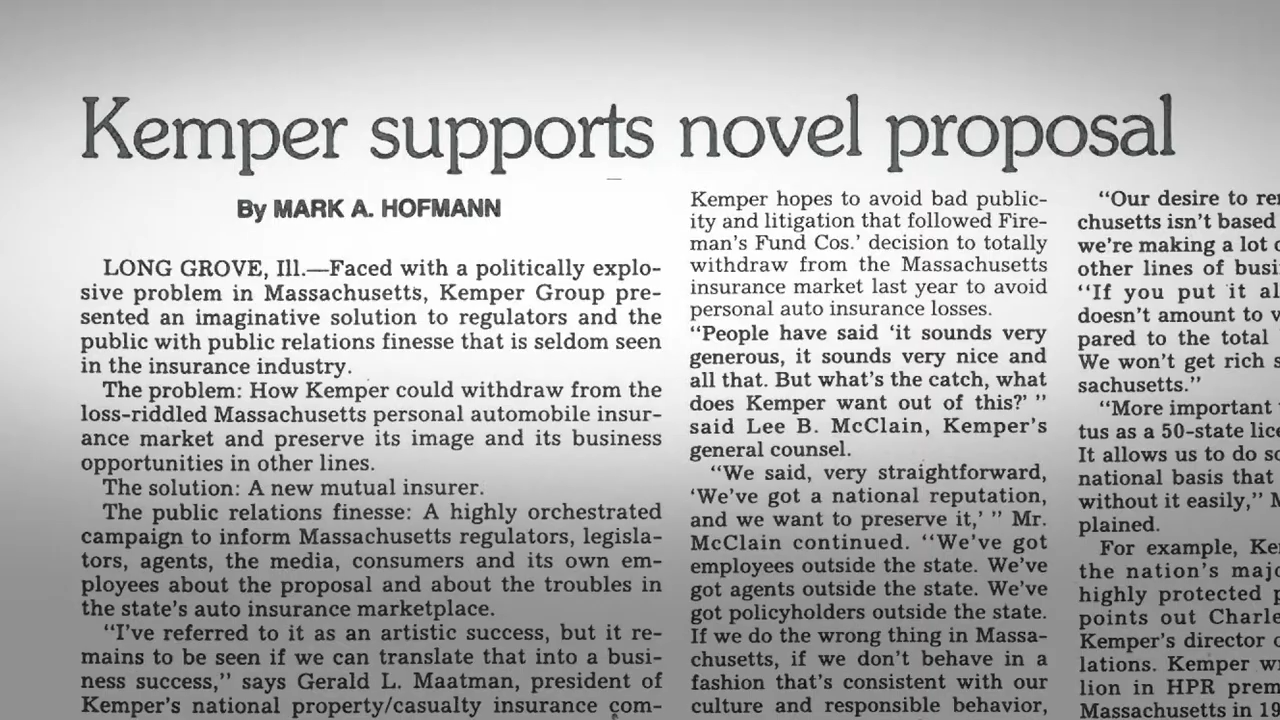 Kemper supports novel proposal
By MARK A. HOFMANN
LONG GROVE, Ill.—Faced with a politically explo-
sive problem in Massachusetts, Kemper Group pre-
sented an imaginative solution to regulators and the
public with public relations finesse that is seldom seen
in the insurance industry.
The problem: How Kemper could withdraw from the
loss-riddled Massachusetts personal automobile insur-
ance market and preserve its image and its business
opportunities in other lines.
The solution: A new mutual insurer.
The public relations finesse: A highly orchestrated
campaign to inform Massachusetts regulators, legisla-
tors, agents, the media, consumers and its own em-
ployees about the proposal and about the troubles in
the state's auto insurance marketplace.
"I've referred to it as an artistic success, but it re-
mains to be seen if we can translate that into a busi-
ness success," says Gerald L. Maatman, president of
Kemper's national property/casualty insurance com-
Kemper hopes to avoid bad public-
ity and litigation that followed Fire-
man's Fund Cos.' decision to totally
withdraw from the Massachusetts
insurance market last year to avoid
personal auto insurance losses.
"People have said 'it sounds very
generous, it sounds very nice and
all that. But what's the catch, what
does Kemper want out of this?' "
said Lee B. McClain, Kemper's
general counsel.
"We said, very straightforward,
'We've got a national reputation,
and we want to preserve it,' " Mr.
McClain continued. "We've got
employees outside the state. We've
got agents outside the state. We've
got policyholders outside the state.
If we do the wrong thing in Massa-
chusetts, if we don't behave in a
fashion that's consistent with our
culture and responsible behavior,
"Our desire to
chusetts isn't based
we're making a lot
other lines of
"If you put it
doesn't amount to
pared to the total
We won't get rich
sachusetts."
"More important
tus as a 50-state
It allows us to do
national basis that
without it easily,"
plained.
For example,
the nation's
highly protected
points out
Kemper's director
lations. Kemper
lion in HPR
Massachusetts in